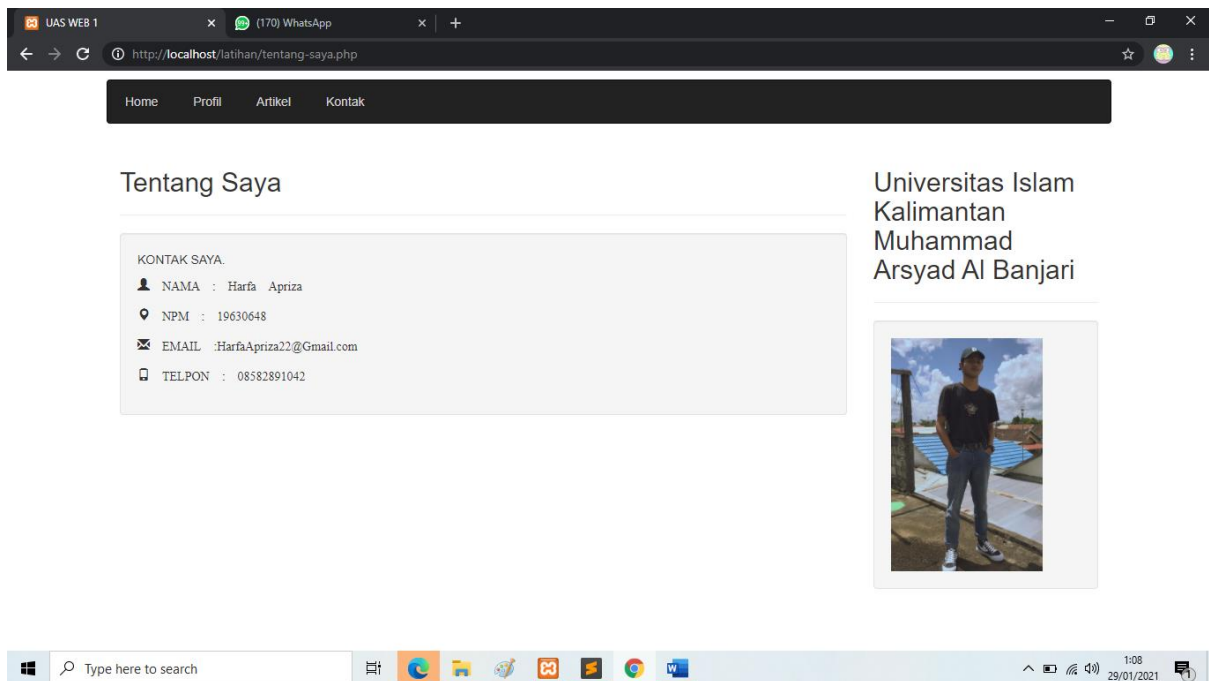 UAS WEB 1
(170) WhatsApp
http://localhost/latihan/tentang-saya.php
Home Profil Artikel Kontak
Tentang Saya
KONTAK SAYA.
NAMA : Harfa Apriza
NPM : 19630648
EMAIL :HarfaApriza22@Gmail.com
TELPON : 08582891042
Universitas Islam
Kalimantan
Muhammad
Arsyad Al Banjari
Type here to search
1:08
29/01/2021